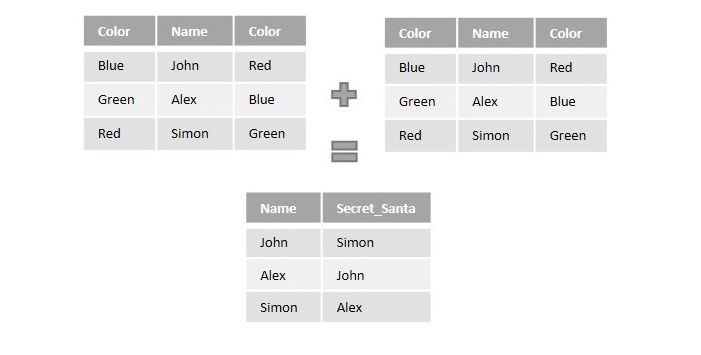 Color Name Color
Blue John Red
Green Alex Blue
Red Simon Green
Color Name Color
Blue John Red
Green Alex Blue
Red Simon Green
Name Secret_Santa
John Simon
Alex John
Simon Alex